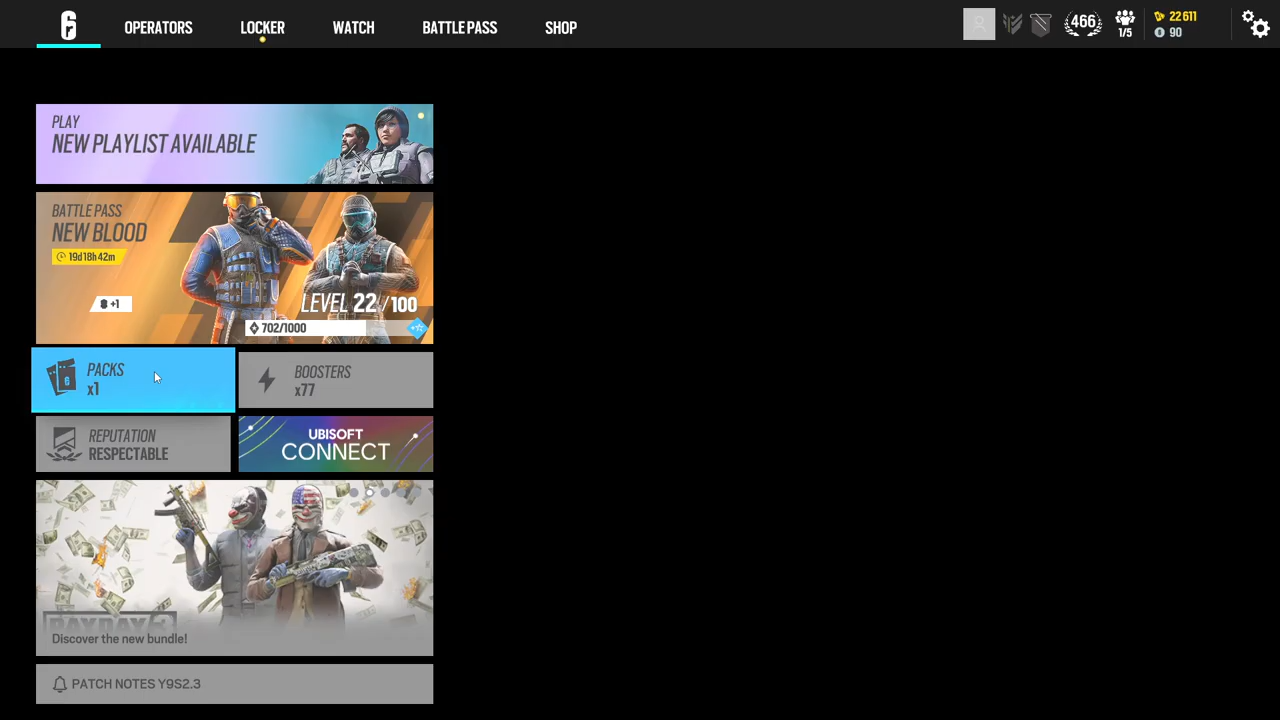 OPERATORS
LOCKER
WATCH
BATTLE PASS
SHOP
466
1/5
22 611
90
PLAY
NEW PLAYLIST AVAILABLE
BATTLE PASS
NEW BLOOD
19d18h42m
+1
LEVEL 22/100
702/1000
PACKS
x1
BOOSTERS
x77
REPUTATION
RESPECTABLE
UBISOFT
CONNECT
PAYDAY 3
Discover the new bundle!
PATCH NOTES Y9S2.3